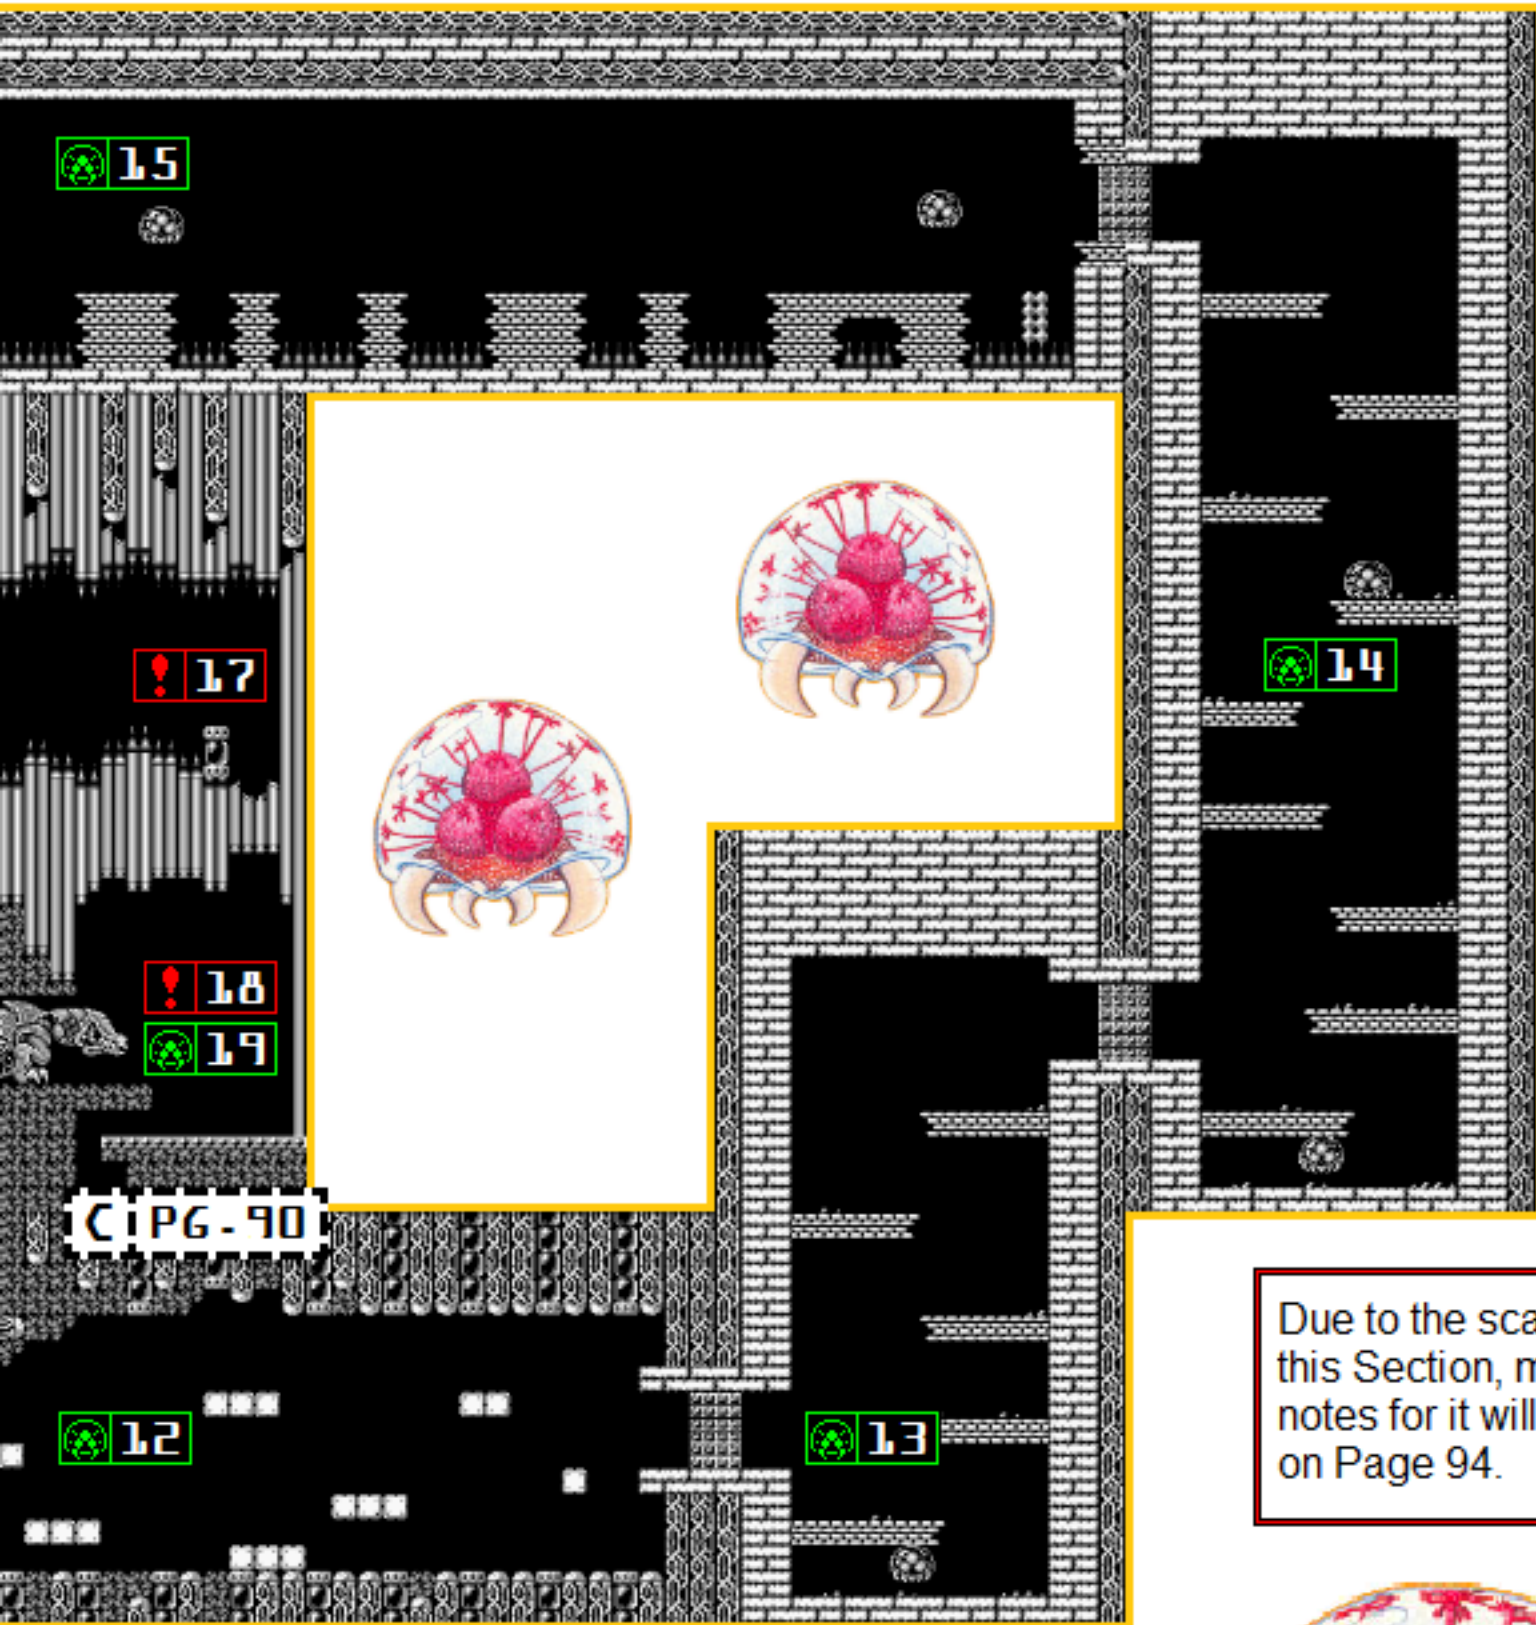 15
17
14
18
19
C PG-90
12
13
Due to the sca
this Section, m
notes for it will
on Page 94.